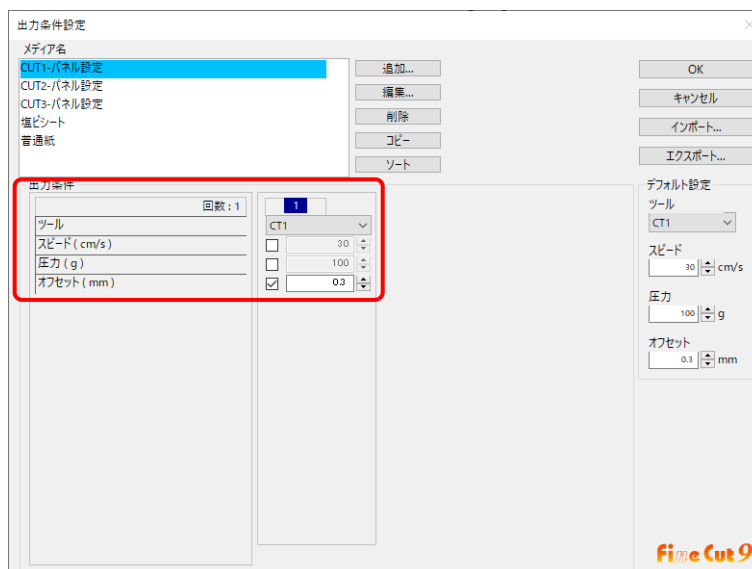 出力条件設定
メディア名
CUT1-パネル設定
CUT2-パネル設定
CUT3-パネル設定
塩ビシート
普通紙
追加...
編集...
削除
コピー
ソート
OK
キャンセル
インポート...
エクスポート...
出力条件
回数 : 1
1
ツール
CT1
スピード ( cm/s )
30
圧力 ( g )
100
オフセット ( mm )
0.3
デフォルト設定
ツール
CT1
スピード
30 cm/s
圧力
100 g
オフセット
0.3 mm
Fine Cut 9